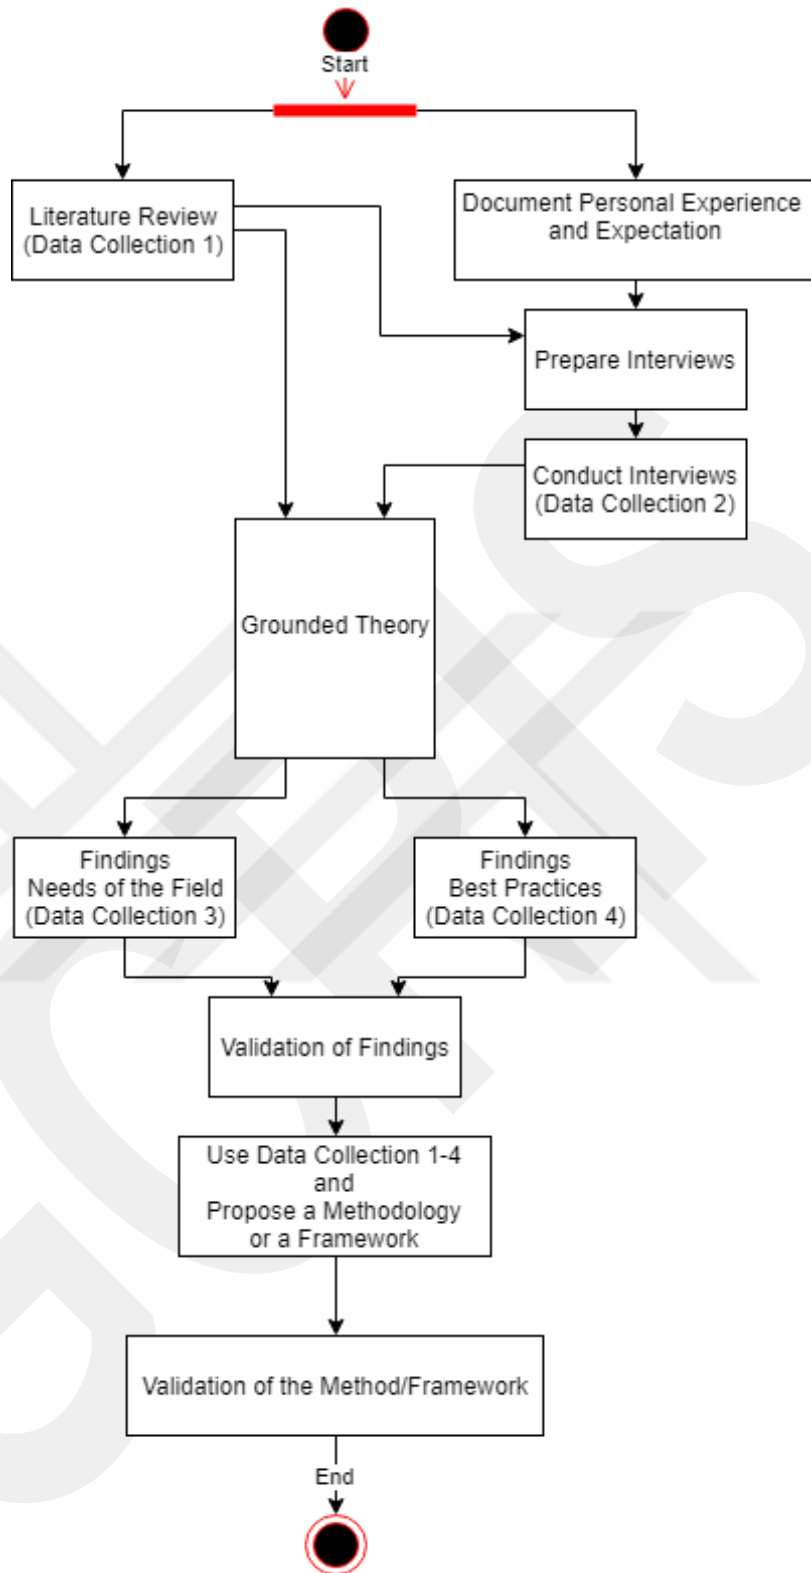 Start
Literature Review
(Data Collection 1)
Document Personal Experience
and Expectation
Prepare Interviews
Conduct Interviews
(Data Collection 2)
Grounded Theory
Findings
Needs of the Field
(Data Collection 3)
Findings
Best Practices
(Data Collection 4)
Validation of Findings
Use Data Collection 1-4
and
Propose a Methodology
or a Framework
Validation of the Method/Framework
End